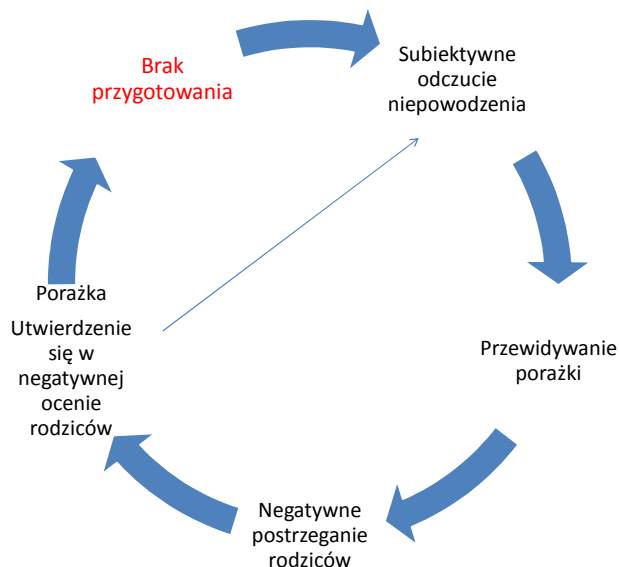 Brak
przygotowania
Subiektywne
odczucie
niepowodzenia
Przewidywanie
porażki
Negatywne
postrzeganie
rodziców
Porażka
Utwierdzenie
się w
negatywnej
ocenie
rodziców